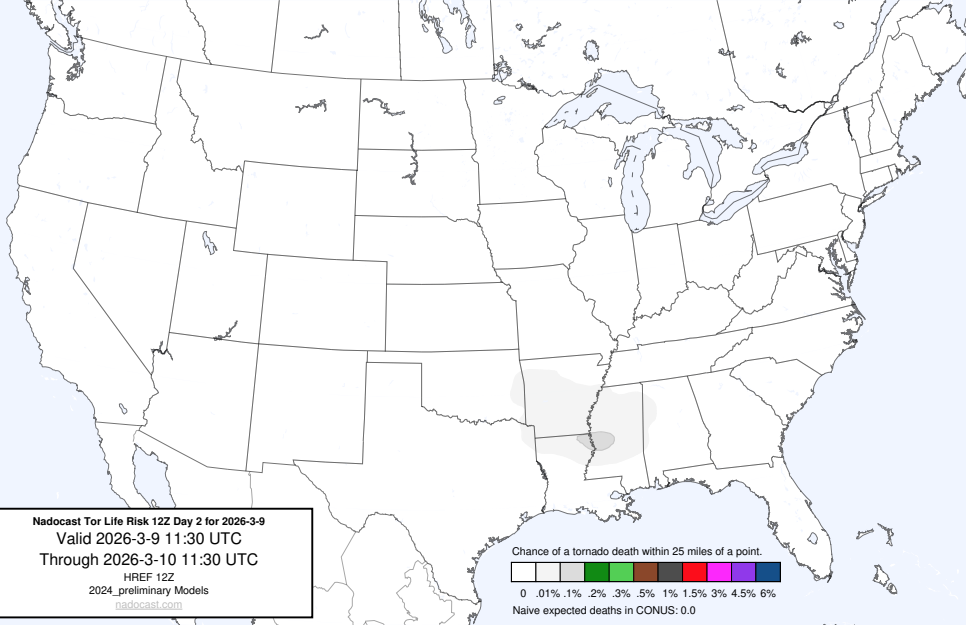 Nadocast Tor Life Risk 12Z Day 2 for 2026-3-9
Valid 2026-3-9 11:30 UTC
Through 2026-3-10 11:30 UTC
HREF 12Z
2024_preliminary Models
nadocast.com
Chance of a tornado death within 25 miles of a point.
0 .01% .1% .2% .3% .5% 1% 1.5% 3% 4.5% 6%
Naive expected deaths in CONUS: 0.0